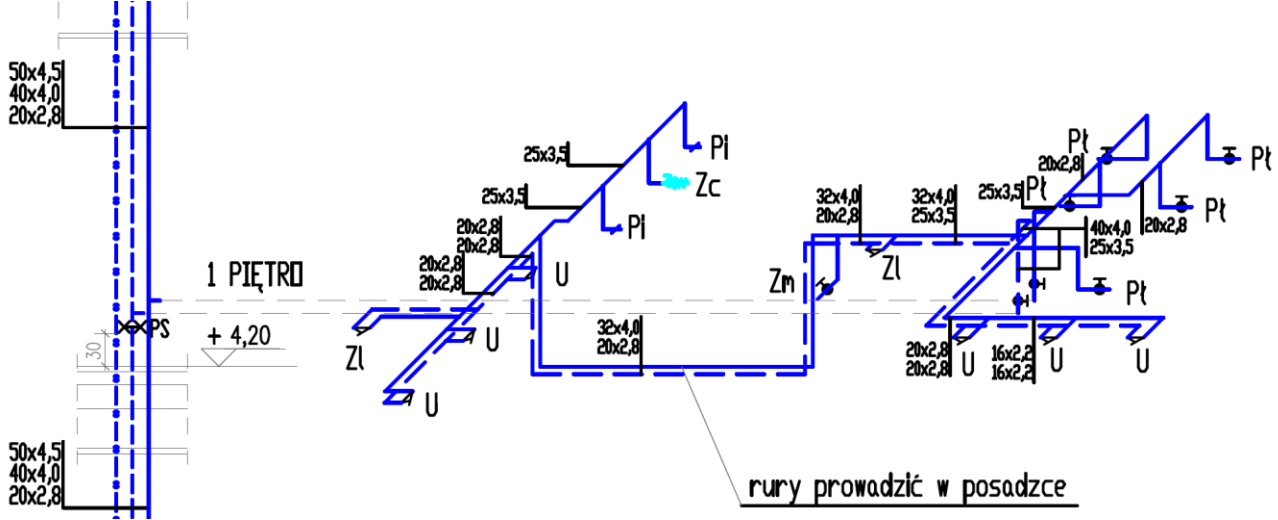 50x4,5
40x4,0
20x2,8
1 PIĘTRO
PS
+ 4,20
30
50x4,5
40x4,0
20x2,8
25x3,5
Pi
Zc
25x3,5
Pi
20x2,8
20x2,8
20x2,8
20x2,8
U
Zl
U
U
32x4,0
20x2,8
rury prowadzić w posadzce
32x4,0
20x2,8
32x4,0
25x3,5
Zm
Zl
Pł
20x2,8
25x3,5
Pł
Pł
20x2,8
Pł
40x4,0
25x3,5
Pł
20x2,8
20x2,8
U
16x2,2
16x2,2
U
U